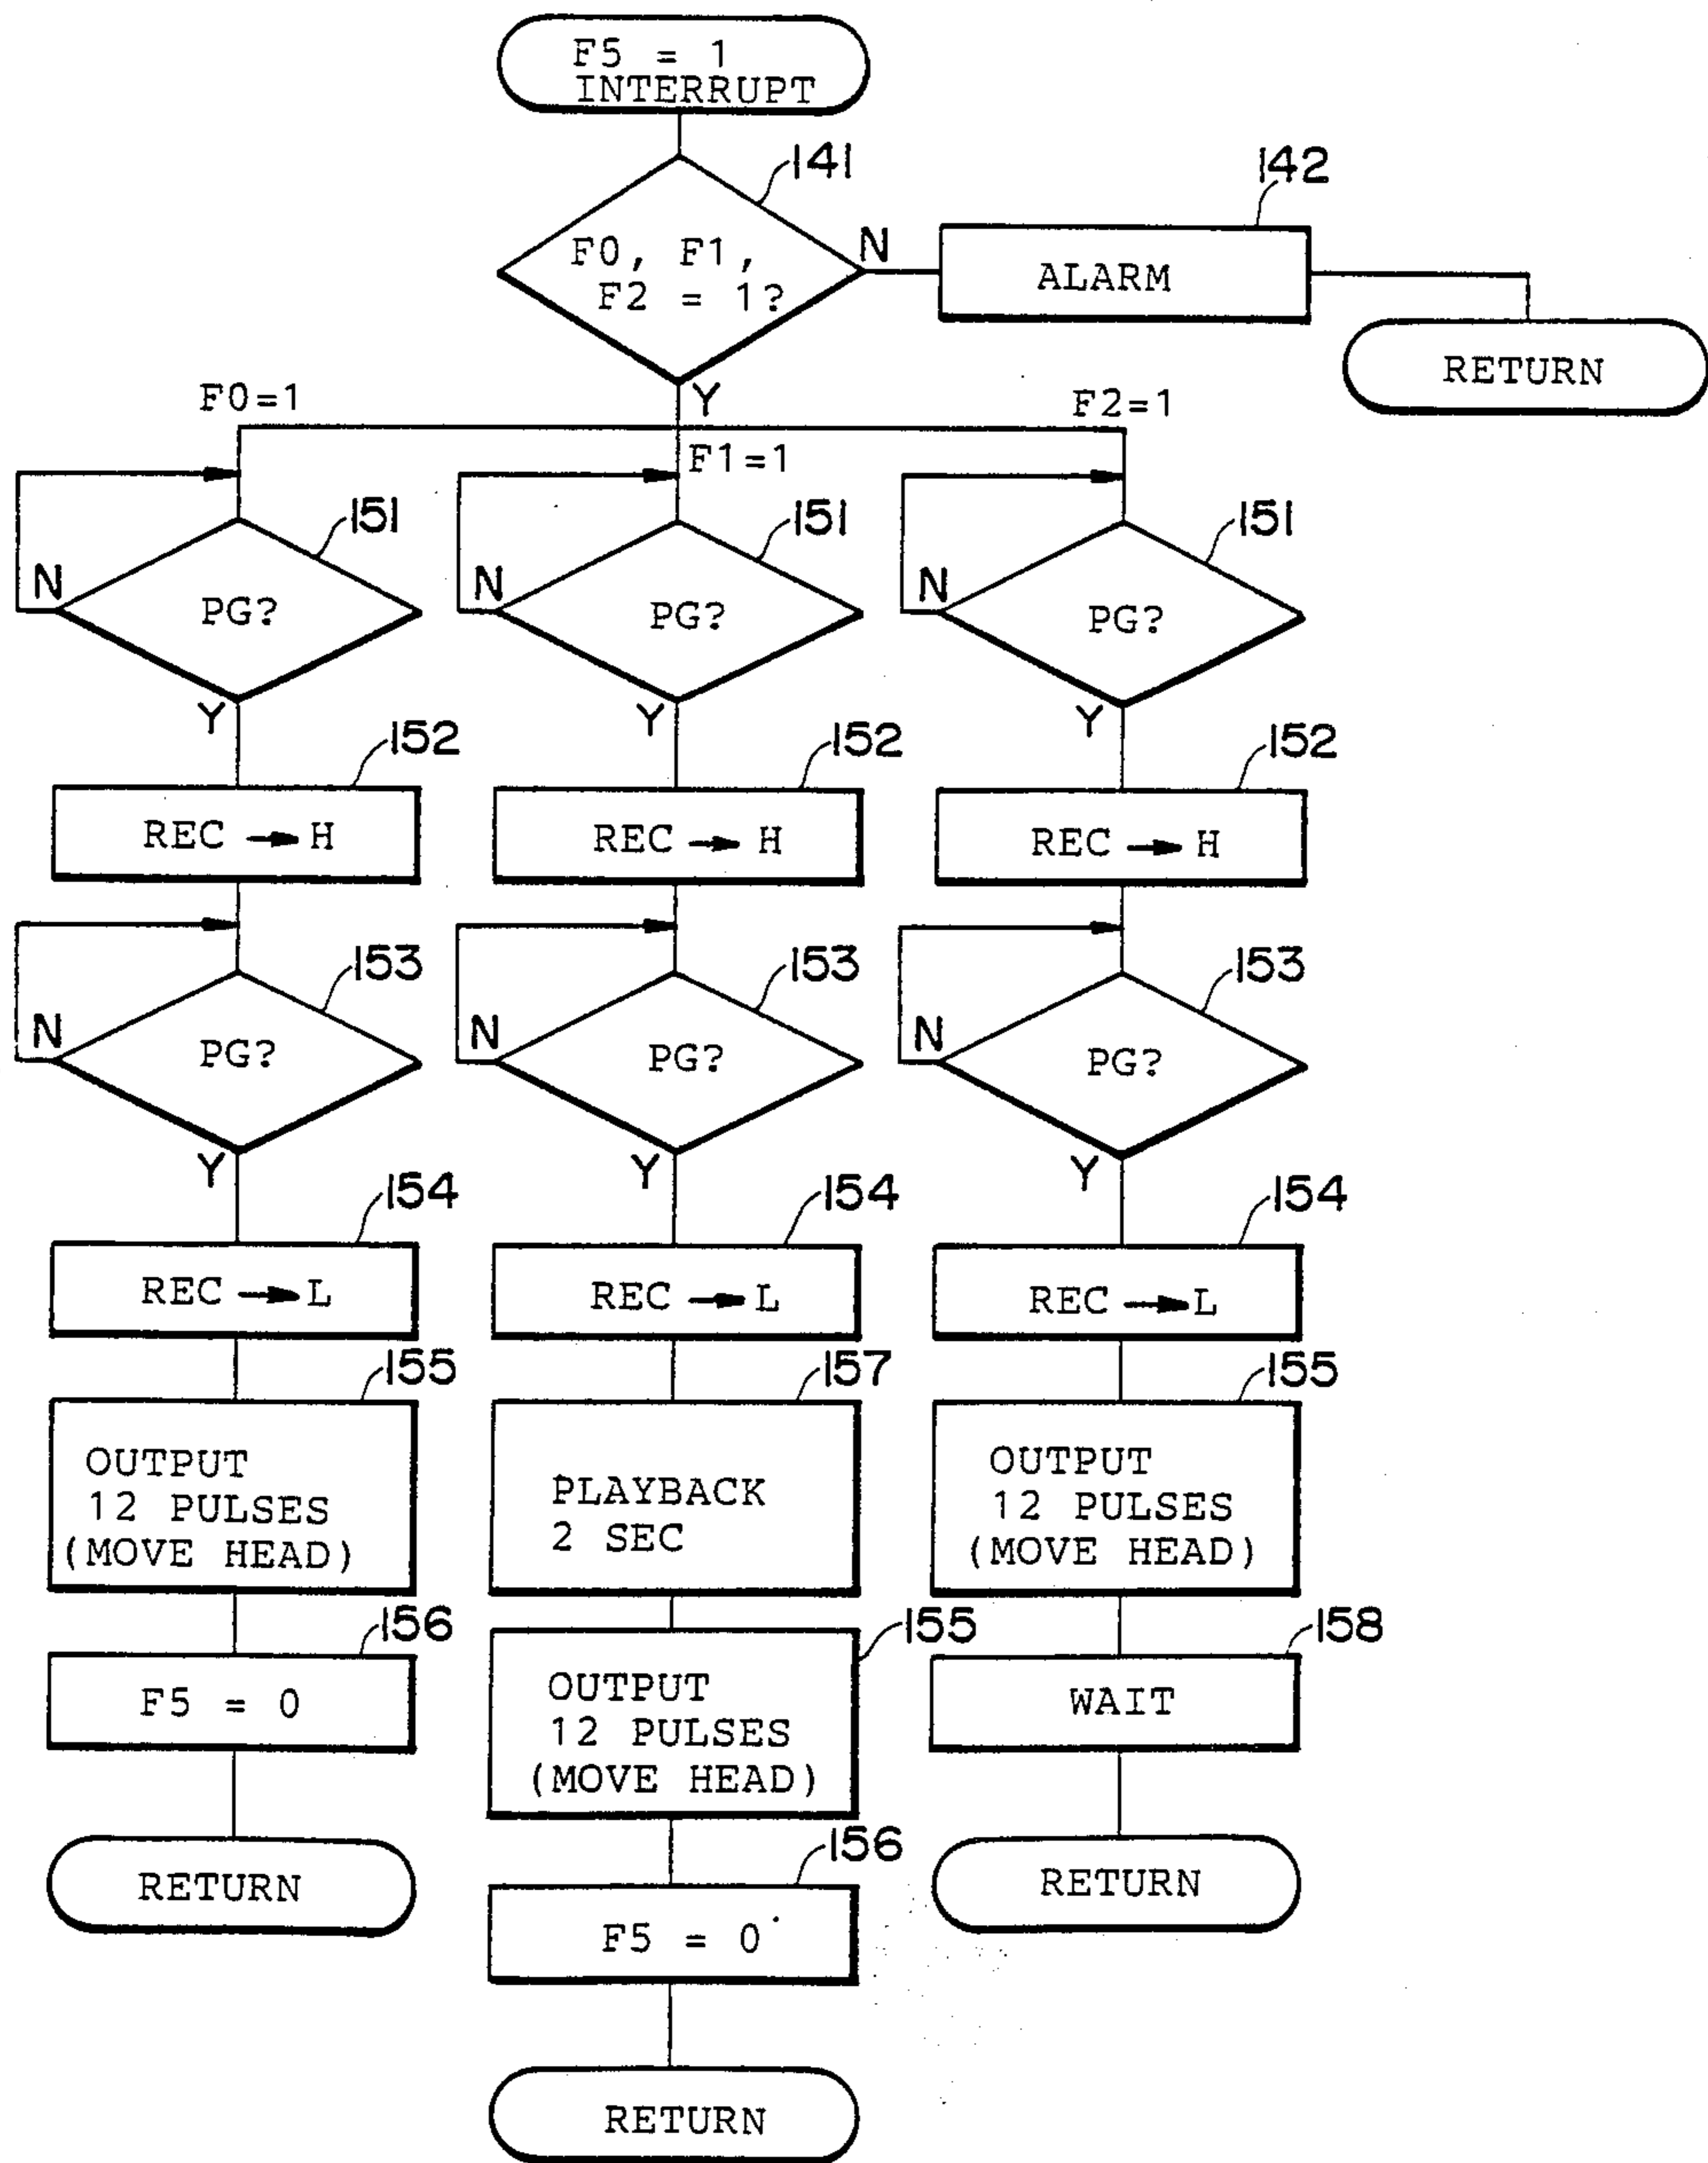 F5 = 1
INTERRUPT
141
142
F0, F1,
F2 = 1?
N
ALARM
RETURN
Y
F0=1
F1=1
F2=1
151
151
151
N
PG?
N
PG?
N
PG?
Y
Y
Y
152
152
152
REC → H
REC → H
REC → H
153
153
153
N
PG?
N
PG?
N
PG?
Y
Y
Y
154
154
154
REC → L
REC → L
REC → L
155
157
155
OUTPUT
12 PULSES
(MOVE HEAD)
PLAYBACK
2 SEC
OUTPUT
12 PULSES
(MOVE HEAD)
156
155
158
F5 = 0
OUTPUT
12 PULSES
(MOVE HEAD)
WAIT
RETURN
156
RETURN
F5 = 0
RETURN